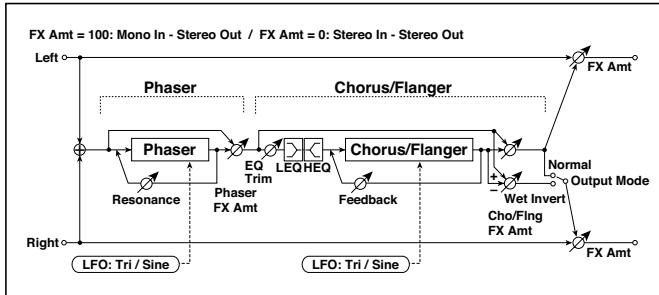 FX Amt = 100: Mono In - Stereo Out / FX Amt = 0: Stereo In - Stereo Out
Left
FX Amt
Phaser
Chorus/Flanger
Phaser
Resonance
Phaser
FX Amt
EQ
Trim
LEQ
HEQ
Chorus/Flanger
Feedback
+
−
Wet Invert
Cho/Flng
FX Amt
Normal
Output Mode
Right
FX Amt
LFO: Tri / Sine
LFO: Tri / Sine